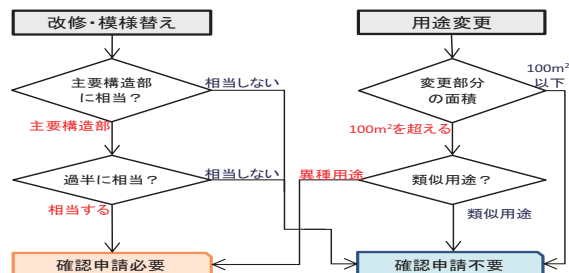 改修・模様替え
用途変更
主要構造部
に相当？
相当しない
変更部分
の面積
100m²
以下
主要構造部
100m²を超える
過半に相当？
相当しない
異種用途
類似用途？
相当する
類似用途
確認申請必要
確認申請不要